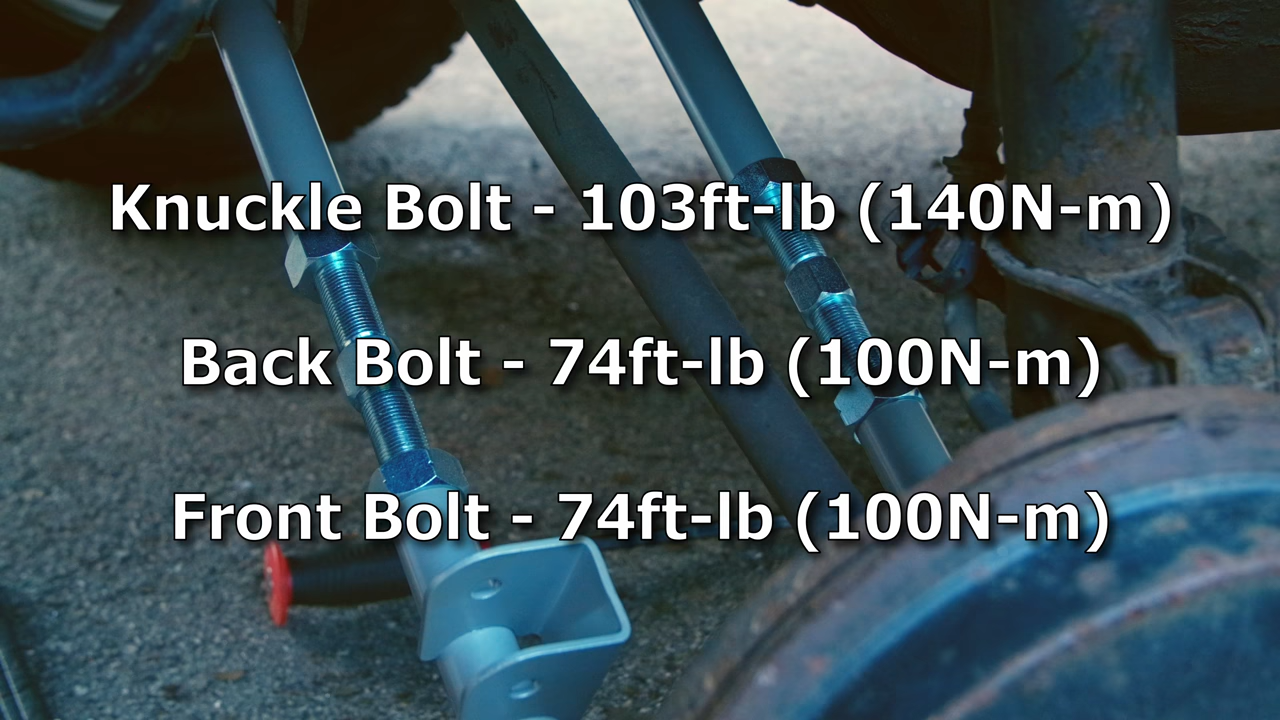 Knuckle Bolt - 103ft-lb (140N-m)
Back Bolt - 74ft-lb (100N-m)
Front Bolt - 74ft-lb (100N-m)